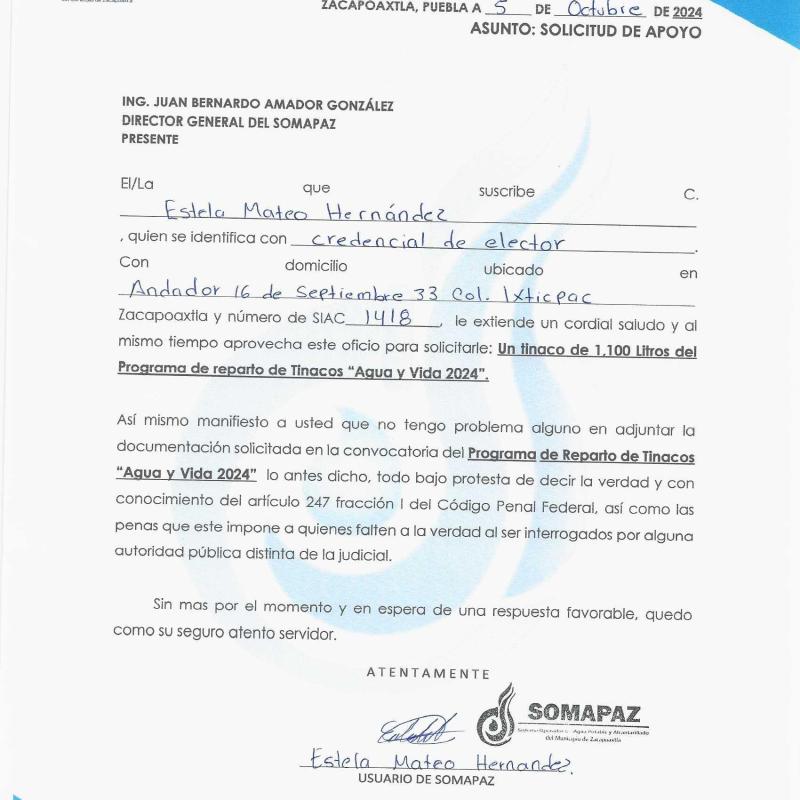 ZACAPOAXTLA, PUEBLA A 5 DE Octubre DE 2024
ASUNTO: SOLICITUD DE APOYO
ING. JUAN BERNARDO AMADOR GONZÁLEZ
DIRECTOR GENERAL DEL SOMAPAZ
PRESENTE
El/La que suscribe C.
Estela Mateo Hernández
, quien se identifica con credencial de elector.
Con domicilio ubicado en
Andador 16 de Septiembre 33 Col. Ixticpac
Zacapoaxtla y número de SIAC 1418, le extiende un cordial saludo y al
mismo tiempo aprovecha este oficio para solicitarle: Un tinaco de 1,100 Litros del
Programa de reparto de Tinacos “Agua y Vida 2024”.
Así mismo manifiesto a usted que no tengo problema alguno en adjuntar la
documentación solicitada en la convocatoria del Programa de Reparto de Tinacos
“Agua y Vida 2024” lo antes dicho, todo bajo protesta de decir la verdad y con
conocimiento del artículo 247 fracción I del Código Penal Federal, así como las
penas que este impone a quienes falten a la verdad al ser interrogados por alguna
autoridad pública distinta de la judicial.
Sin mas por el momento y en espera de una respuesta favorable, quedo
como su seguro atento servidor.
ATENTAMENTE
SOMAPAZ
Sistema Operador de Agua Potable y Alcantarillado
del Municipio de Zacapoaxtla
Estela Mateo Hernandez.
USUARIO DE SOMAPAZ